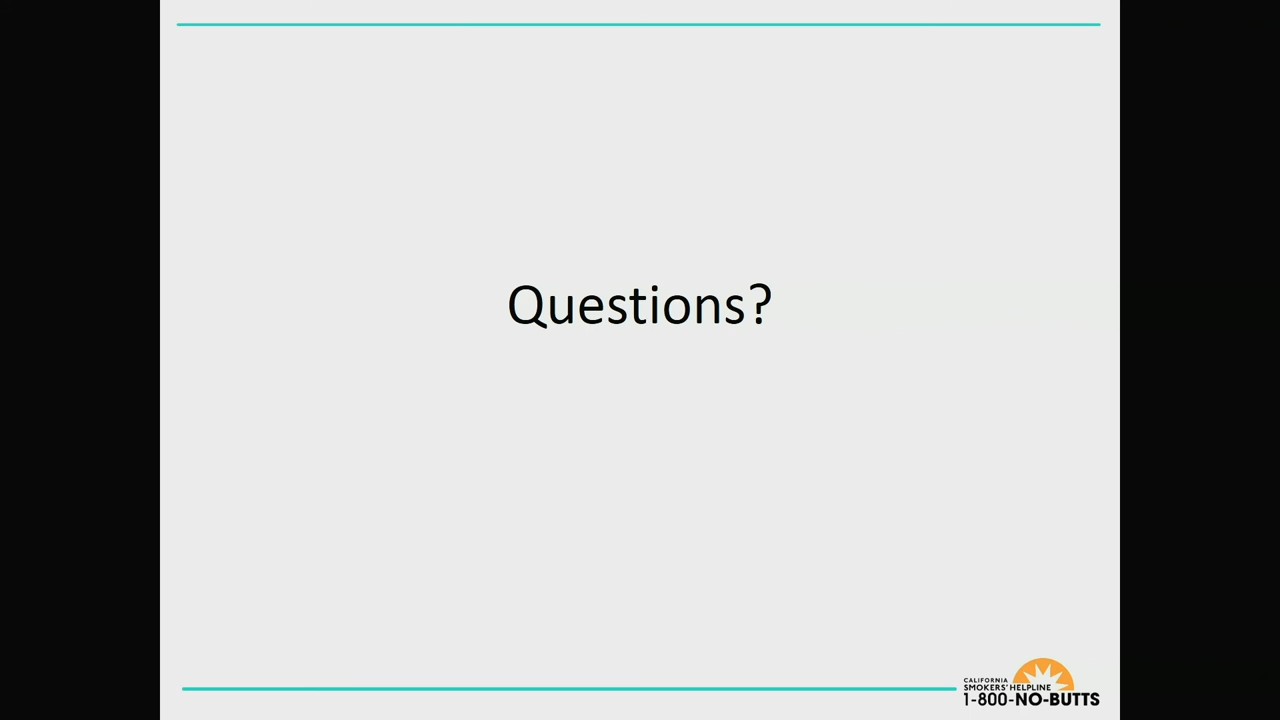 Questions?
CALIFORNIA
SMOKERS' HELPLINE
1-800-NO-BUTTS